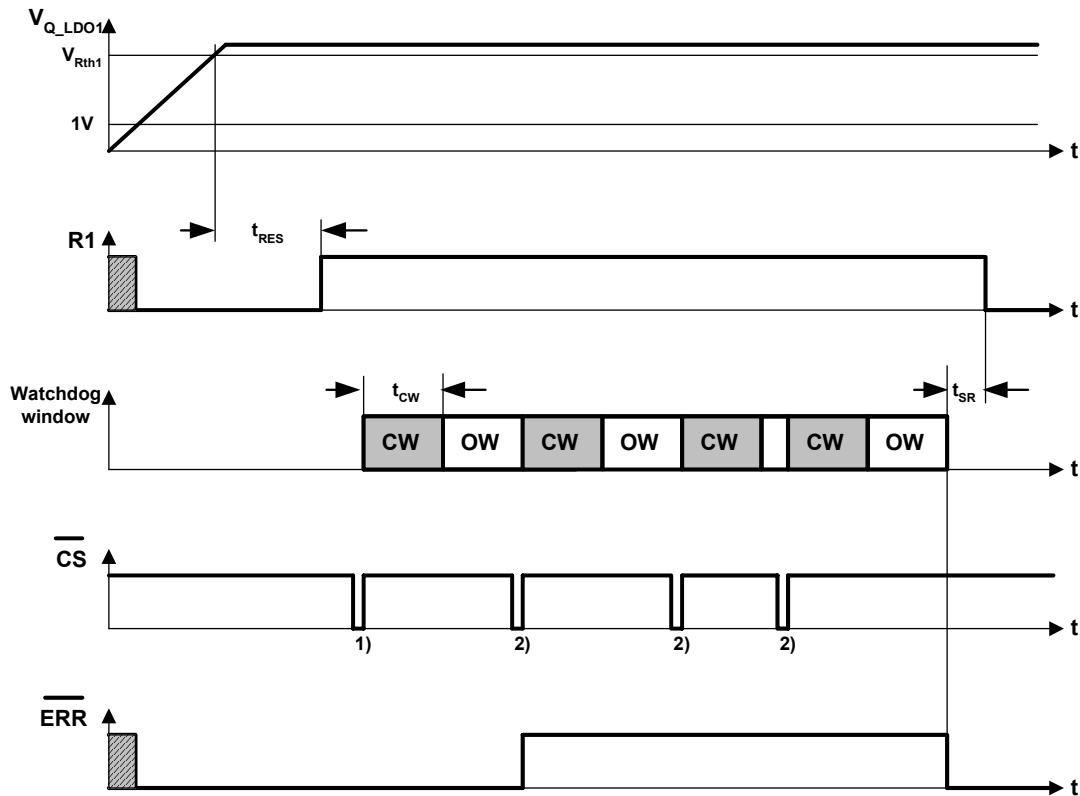 V_Q_LDO1
V_Rth1
1V
t
t_RES
R1
t
Watchdog
window
t_CW
t_SR
CW OW CW OW CW CW OW
t
CS
t
1) 2) 2) 2)
ERR
t